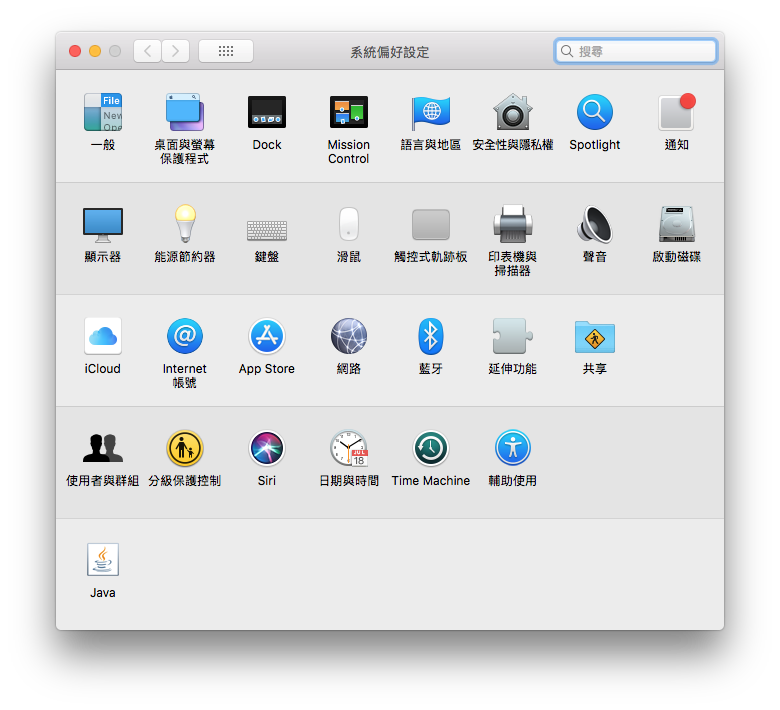 系統偏好設定
搜尋
File
New
Ope
一般
桌面與螢幕
保護程式
Dock
Mission
Control
語言與地區
安全性與隱私權
Spotlight
通知
顯示器
能源節約器
鍵盤
滑鼠
觸控式軌跡板
印表機與
掃描器
聲音
啟動磁碟
iCloud
Internet
帳號
App Store
網路
藍牙
延伸功能
共享
使用者與群組
分級保護控制
Siri
JUL
18
日期與時間
Time Machine
輔助使用
Java